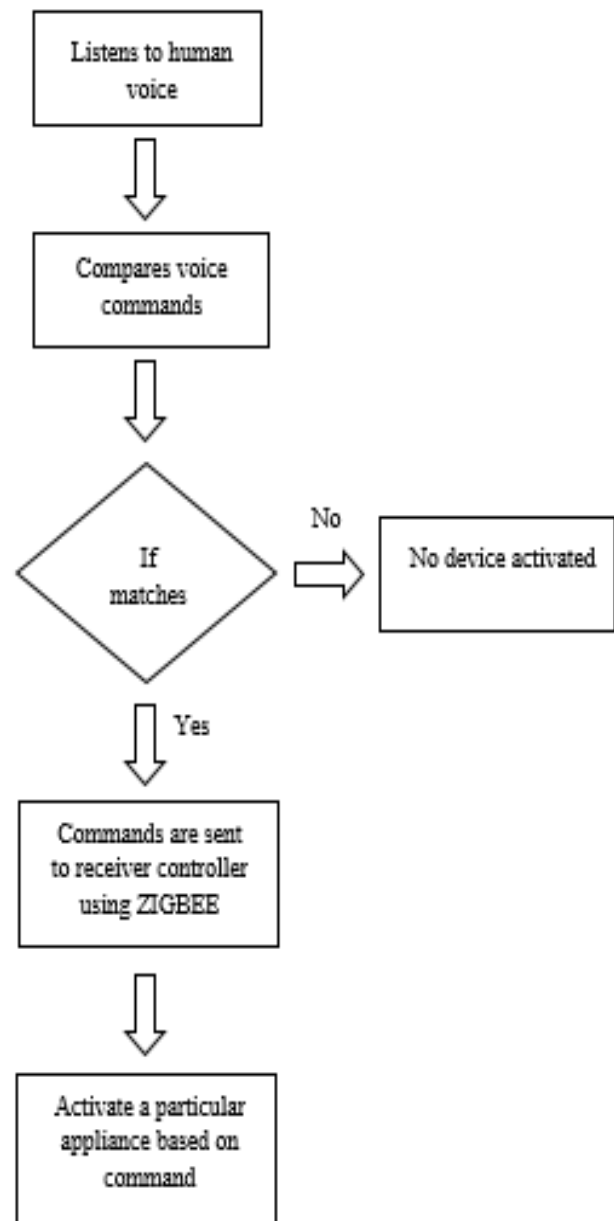 Listens to human
voice
Compares voice
commands
If
matches
No
No device activated
Yes
Commands are sent
to receiver controller
using ZIGBEE
Activate a particular
appliance based on
command